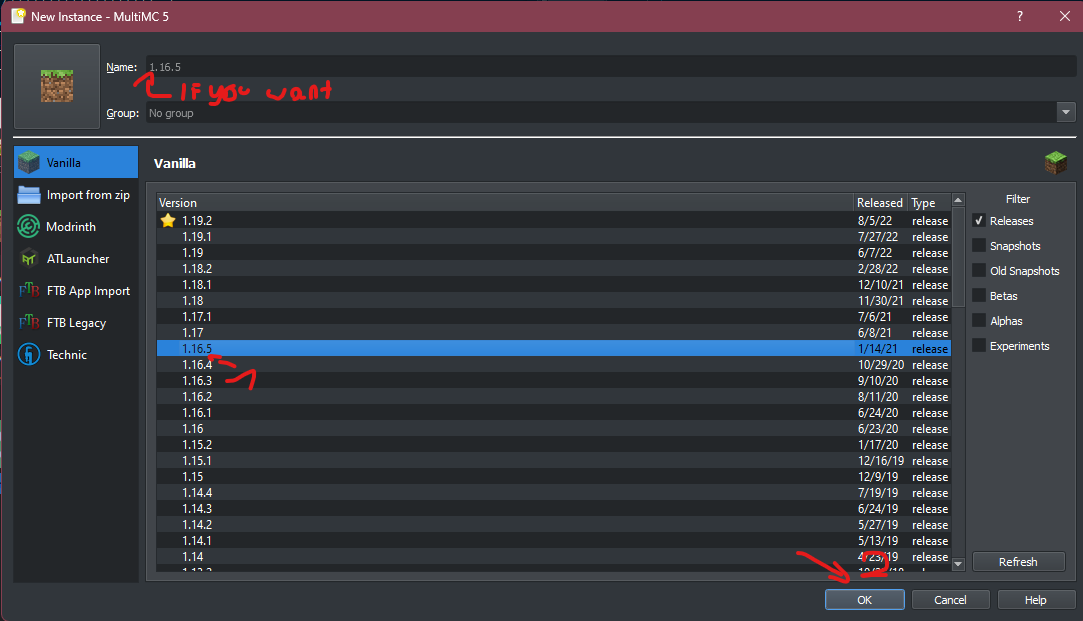 New Instance - MultiMC 5
?
Name: 1.16.5
If you want
Group: No group
Vanilla
Import from zip
Modrinth
ATLauncher
FTB App Import
FTB Legacy
Technic
Vanilla
Version Released Type
1.19.2 8/5/22 release
1.19.1 7/27/22 release
1.19 6/7/22 release
1.18.2 2/28/22 release
1.18.1 12/10/21 release
1.18 11/30/21 release
1.17.1 7/6/21 release
1.17 6/8/21 release
1.16.5 1/14/21 release
1.16.4 10/29/20 release
1
1.16.3 9/10/20 release
1.16.2 8/11/20 release
1.16.1 6/24/20 release
1.16 6/23/20 release
1.15.2 1/17/20 release
1.15.1 12/16/19 release
1.15 12/9/19 release
1.14.4 7/19/19 release
1.14.3 6/24/19 release
1.14.2 5/27/19 release
1.14.1 5/13/19 release
1.14 4/23/19 release
2
Filter
Releases
Snapshots
Old Snapshots
Betas
Alphas
Experiments
Refresh
OK Cancel Help